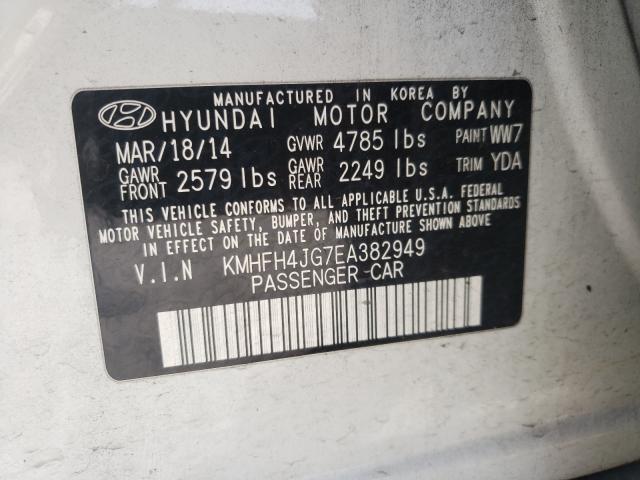 MANUFACTURED IN KOREA BY
HYUNDAI MOTOR COMPANY
MAR/18/14 GVWR 4785 lbs PAINT WW7
GAWR FRONT 2579 lbs GAWR REAR 2249 lbs TRIM YDA
THIS VEHICLE CONFORMS TO ALL APPLICABLE U.S.A. FEDERAL
MOTOR VEHICLE SAFETY, BUMPER, AND THEFT PREVENTION STANDARDS
IN EFFECT ON THE DATE OF MANUFACTURE SHOWN ABOVE
V.I.N KMHFH4JG7EA382949
PASSENGER CAR